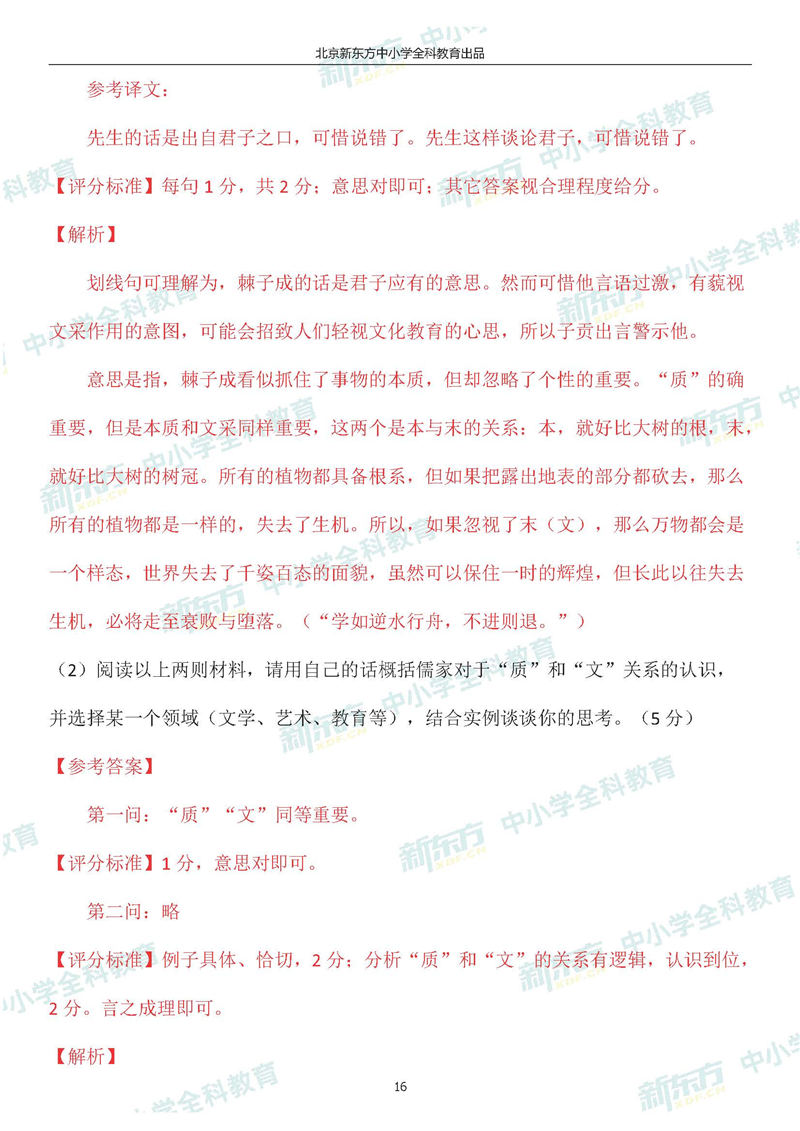 北京新东方中小学全科教育出品
参考译文：
先生的话是出自君子之口，可惜说错了。先生这样谈论君子，可惜说错了。
【评分标准】每句 1 分，共 2 分；意思对即可；其它答案视合理程度给分。
【解析】
划线句可理解为，棘子成的话是君子应有的意思。然而可惜他言语过激，有藐视
文采作用的意图，可能会招致人们轻视文化教育的心思，所以子贡出言警示他。
意思是指，棘子成看似抓住了事物的本质，但却忽略了个性的重要。“质”的确
重要，但是本质和文采同样重要，这两个是本与末的关系：本，就好比大树的根，末，
就好比大树的树冠。所有的植物都具备根系，但如果把露出地表的部分都砍去，那么
所有的植物都是一样的，失去了生机。所以，如果忽视了末（文），那么万物都会是
一个样态，世界失去了千姿百态的面貌，虽然可以保住一时的辉煌，但长此以往失去
生机，必将走至衰败与堕落。（“学如逆水行舟，不进则退。”）
（2）阅读以上两则材料，请用自己的话概括儒家对于“质”和“文”关系的认识，
并选择某一个领域（文学、艺术、教育等），结合实例谈谈你的思考。（5 分）
【参考答案】
第一问：“质”“文”同等重要。
【评分标准】1 分，意思对即可。
第二问：略
【评分标准】例子具体、恰切，2 分；分析“质”和“文”的关系有逻辑，认识到位，
2 分。言之成理即可。
【解析】
16